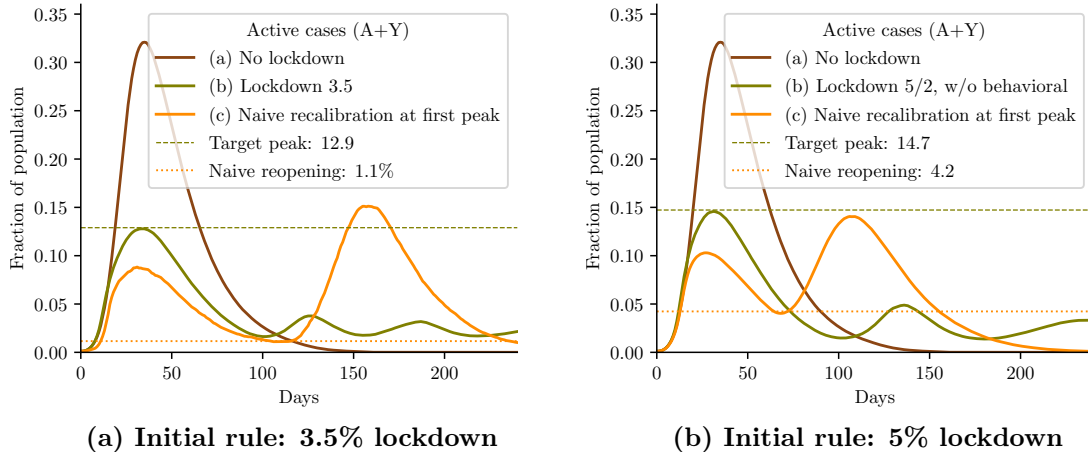 Active cases (A+Y)
(a) No lockdown
(b) Lockdown 3.5
(c) Naive recalibration at first peak
Target peak: 12.9
Naive reopening: 1.1%
Fraction of population
0.35
0.30
0.25
0.20
0.15
0.10
0.05
0.00
0 50 100 150 200
Days
(a) Initial rule: 3.5% lockdown
Active cases (A+Y)
(a) No lockdown
(b) Lockdown 5/2, w/o behavioral
(c) Naive recalibration at first peak
Target peak: 14.7
Naive reopening: 4.2
Fraction of population
0.35
0.30
0.25
0.20
0.15
0.10
0.05
0.00
0 50 100 150 200
Days
(b) Initial rule: 5% lockdown